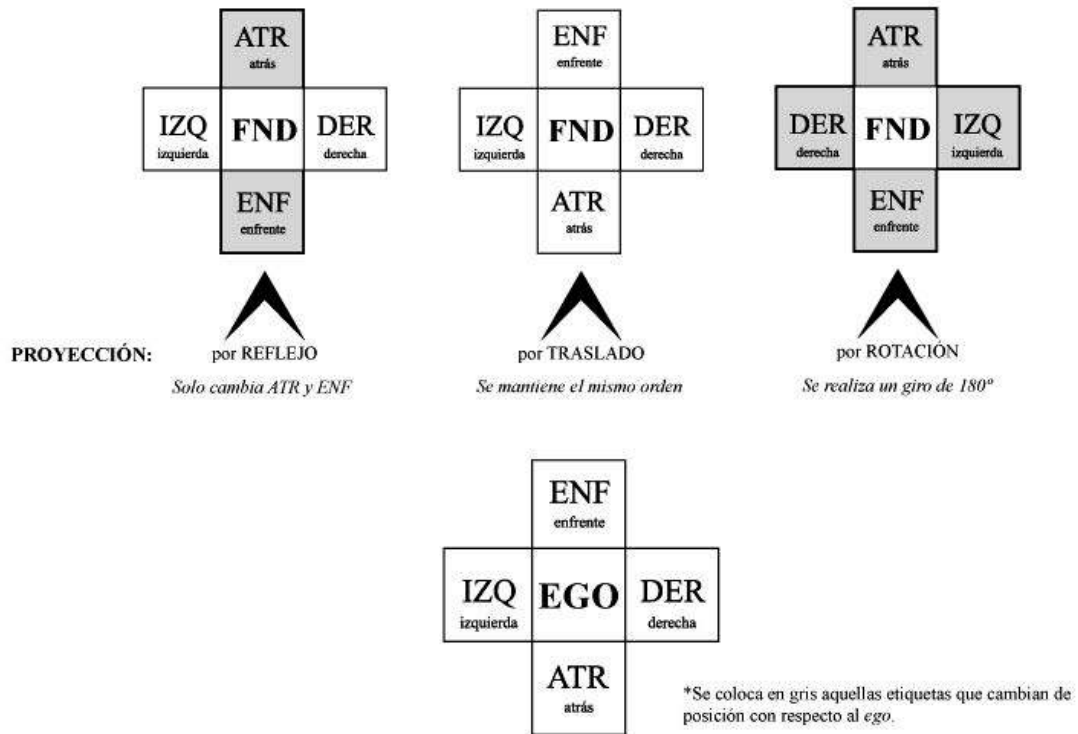 ATR
atrás
IZQ
izquierda
FND
DER
derecha
ENF
enfrente
ENF
enfrente
IZQ
izquierda
FND
DER
derecha
ATR
atrás
ATR
atrás
DER
derecha
FND
IZQ
izquierda
ENF
enfrente
PROYECCIÓN:
por REFLEJO
Solo cambia ATR y ENF
por TRASLADO
Se mantiene el mismo orden
por ROTACIÓN
Se realiza un giro de 180º
ENF
enfrente
IZQ
izquierda
EGO
DER
derecha
ATR
atrás
*Se coloca en gris aquellas etiquetas que cambian de
posición con respecto al ego.